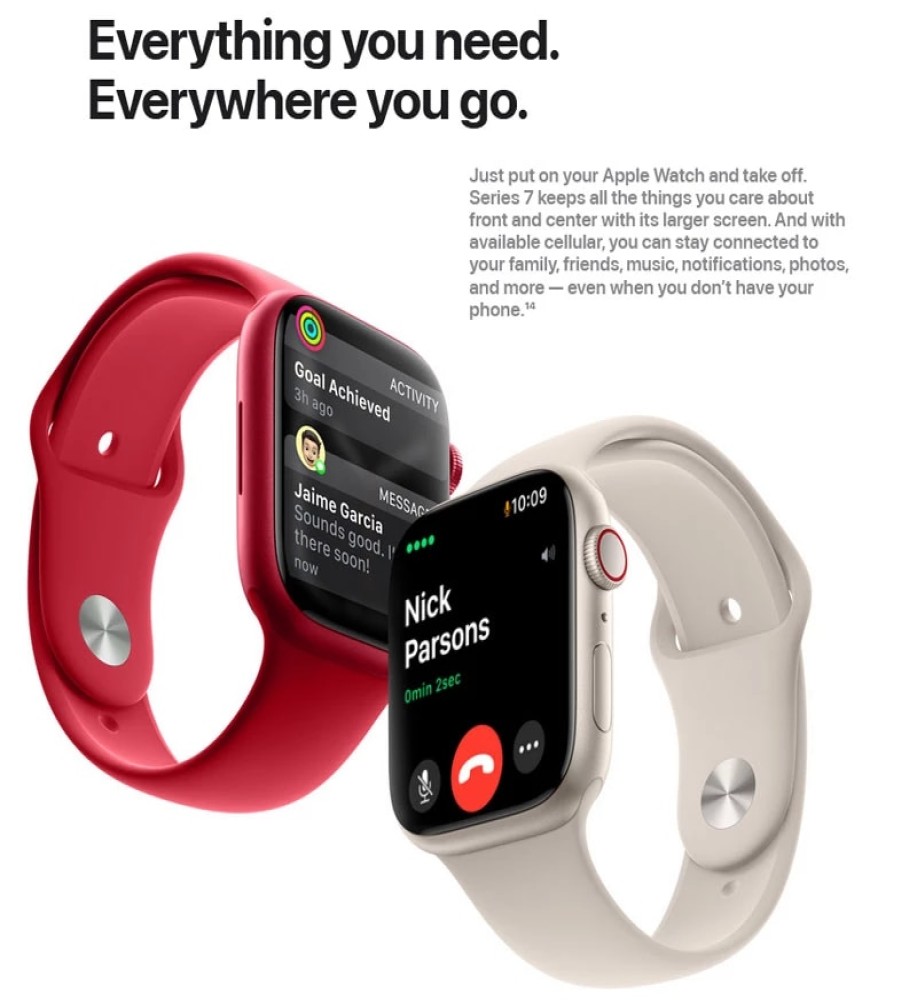 Everything you need.
Everywhere you go.
Just put on your Apple Watch and take off.
Series 7 keeps all the things you care about
front and center with its larger screen. And with
available cellular, you can stay connected to
your family, friends, music, notifications, photos,
and more — even when you don’t have your
phone.¹⁴
ACTIVITY
Goal Achieved
3h ago
MESSAG
Jaime Garcia
Sounds good. I
there soon!
now
10:09
Nick
Parsons
0min 2sec